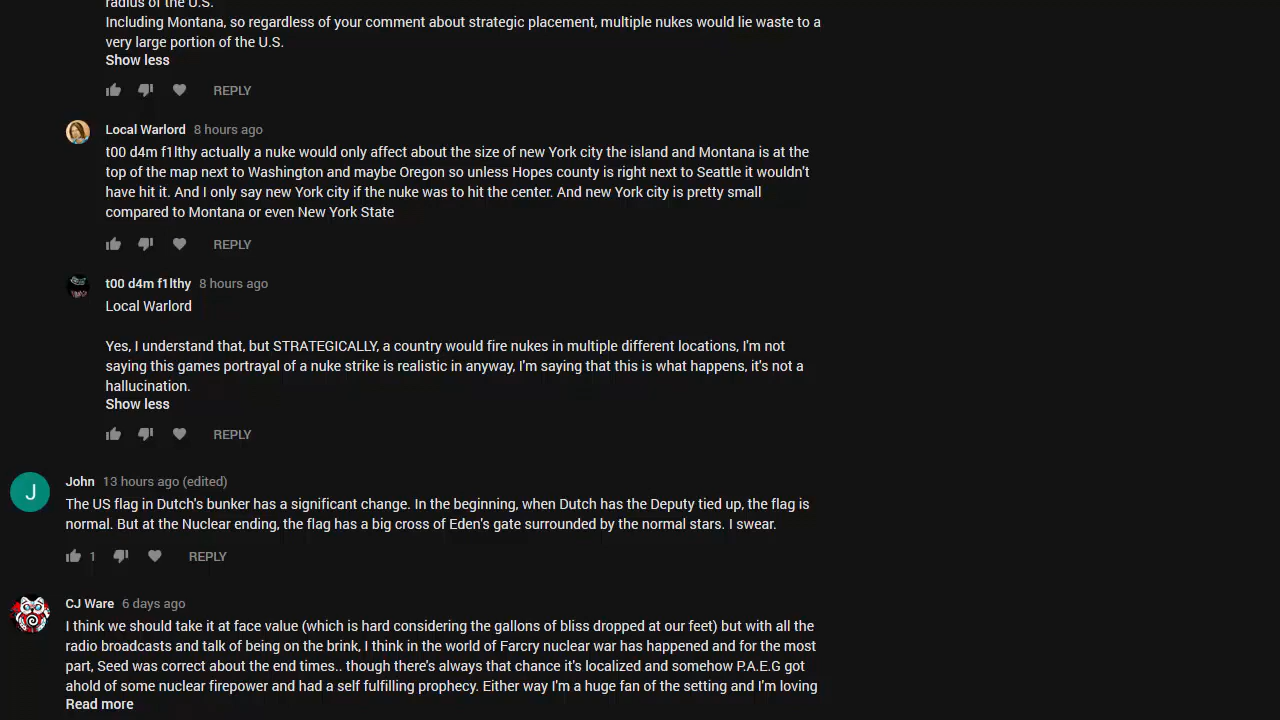 radius of the U.S.
Including Montana, so regardless of your comment about strategic placement, multiple nukes would lie waste to a
very large portion of the U.S.
Show less
REPLY
Local Warlord 8 hours ago
t00 d4m f1lthy actually a nuke would only affect about the size of new York city the island and Montana is at the
top of the map next to Washington and maybe Oregon so unless Hopes county is right next to Seattle it wouldn't
have hit it. And I only say new York city if the nuke was to hit the center. And new York city is pretty small
compared to Montana or even New York State
REPLY
t00 d4m f1lthy 8 hours ago
Local Warlord
Yes, I understand that, but STRATEGICALLY, a country would fire nukes in multiple different locations, I'm not
saying this games portrayal of a nuke strike is realistic in anyway, I'm saying that this is what happens, it's not a
hallucination.
Show less
REPLY
J
John 13 hours ago (edited)
The US flag in Dutch's bunker has a significant change. In the beginning, when Dutch has the Deputy tied up, the flag is
normal. But at the Nuclear ending, the flag has a big cross of Eden's gate surrounded by the normal stars. I swear.
1 REPLY
CJ Ware 6 days ago
I think we should take it at face value (which is hard considering the gallons of bliss dropped at our feet) but with all the
radio broadcasts and talk of being on the brink, I think in the world of Farcry nuclear war has happened and for the most
part, Seed was correct about the end times.. though there's always that chance it's localized and somehow P.A.E.G got
ahold of some nuclear firepower and had a self fulfilling prophecy. Either way I'm a huge fan of the setting and I'm loving
Read more